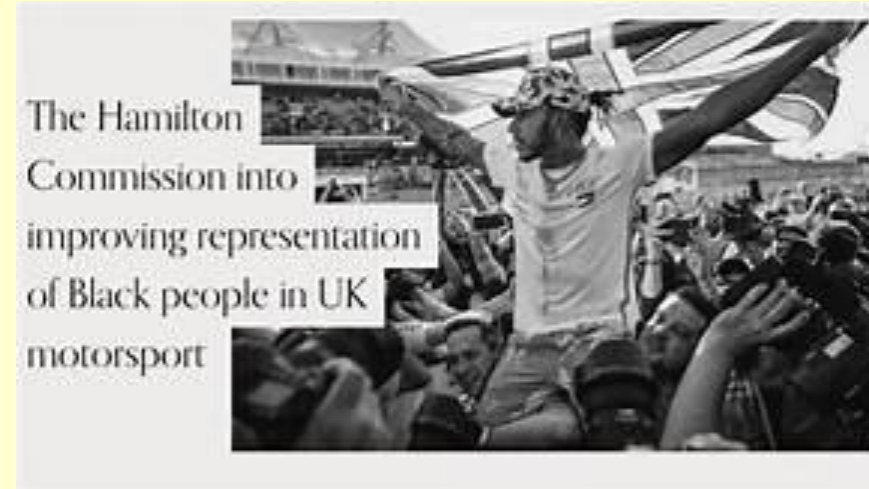 The Hamilton
Commission into
improving representation
of Black people in UK
motorsport